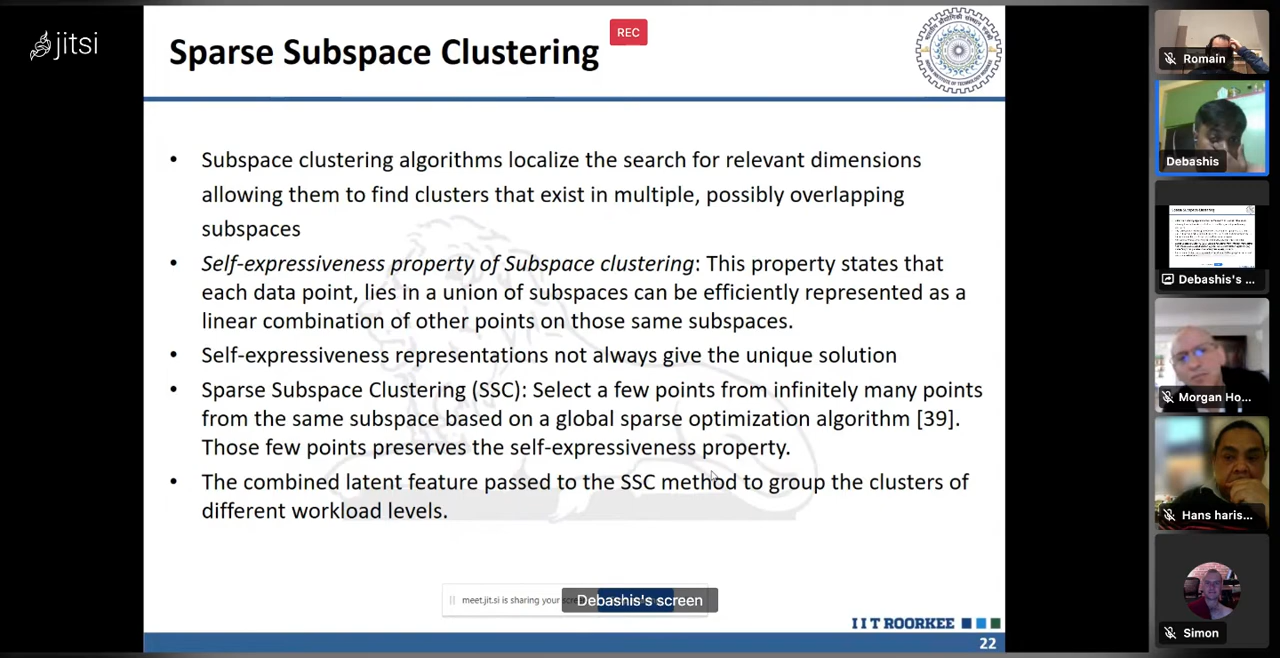 jitsi
Sparse Subspace Clustering
REC
• Subspace clustering algorithms localize the search for relevant dimensions
allowing them to find clusters that exist in multiple, possibly overlapping
subspaces
• Self-expressiveness property of Subspace clustering: This property states that
each data point, lies in a union of subspaces can be efficiently represented as a
linear combination of other points on those same subspaces.
• Self-expressiveness representations not always give the unique solution
• Sparse Subspace Clustering (SSC): Select a few points from infinitely many points
from the same subspace based on a global sparse optimization algorithm [39].
Those few points preserves the self-expressiveness property.
• The combined latent feature passed to the SSC method to group the clusters of
different workload levels.
meet.jit.si is sharing your
Debashis's screen
IIT ROORKEE
22
Romain
Debashis
Debashis's ...
Morgan Ho...
Hans haris...
Simon